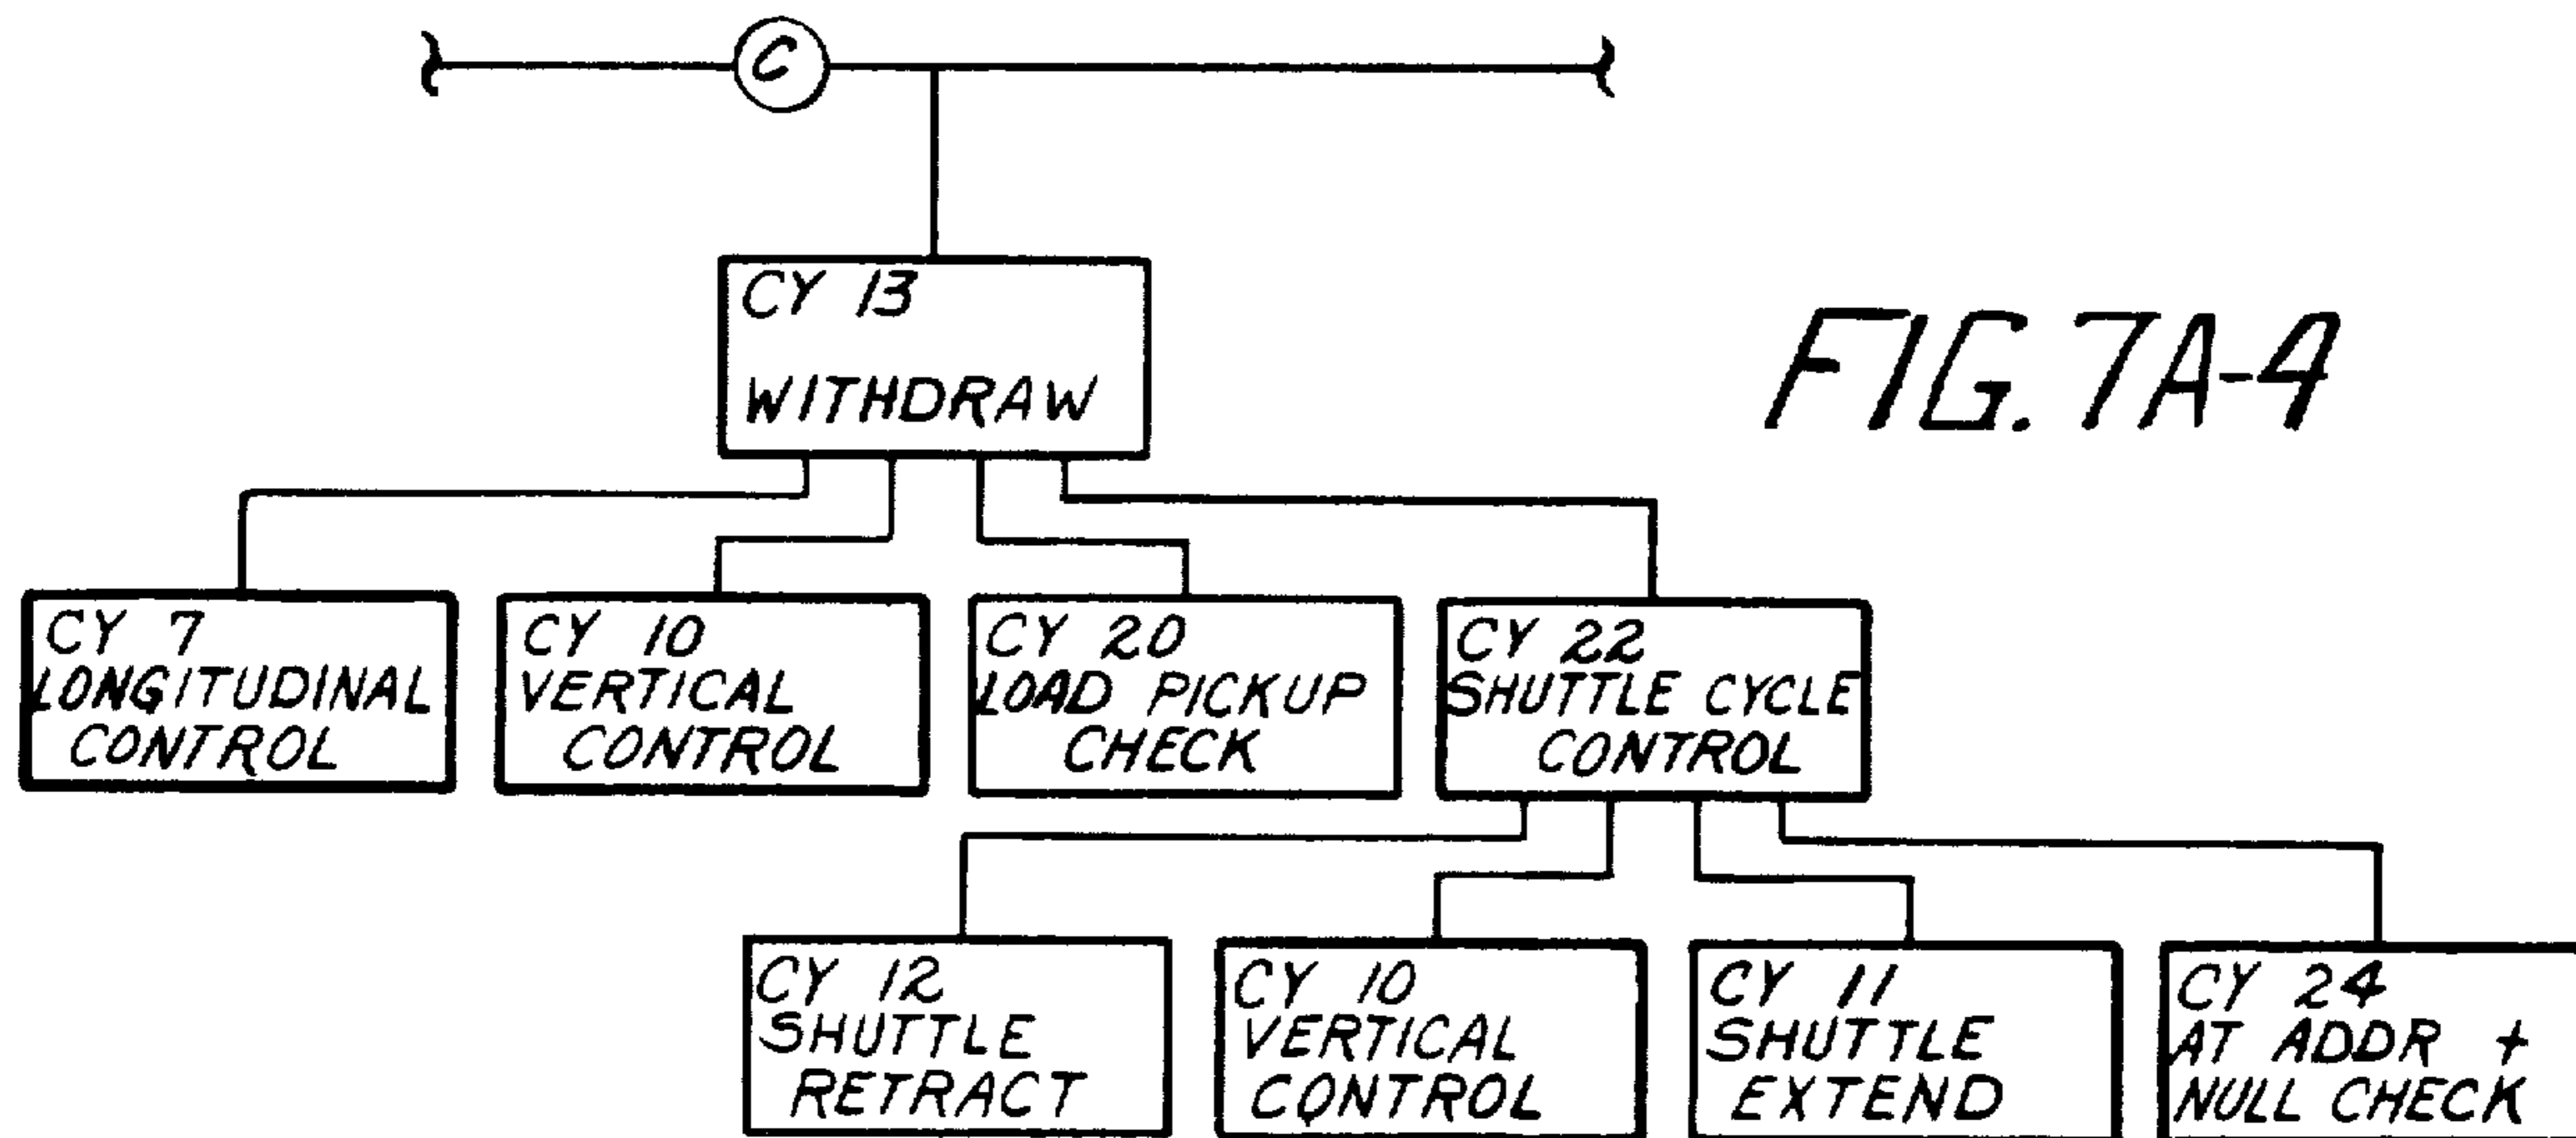 C
CY 13
WITHDRAW
FIG. 7A-4
CY 7
LONGITUDINAL
CONTROL
CY 10
VERTICAL
CONTROL
CY 20
LOAD PICKUP
CHECK
CY 22
SHUTTLE CYCLE
CONTROL
CY 12
SHUTTLE
RETRACT
CY 10
VERTICAL
CONTROL
CY 11
SHUTTLE
EXTEND
CY 24
AT ADDR +
NULL CHECK